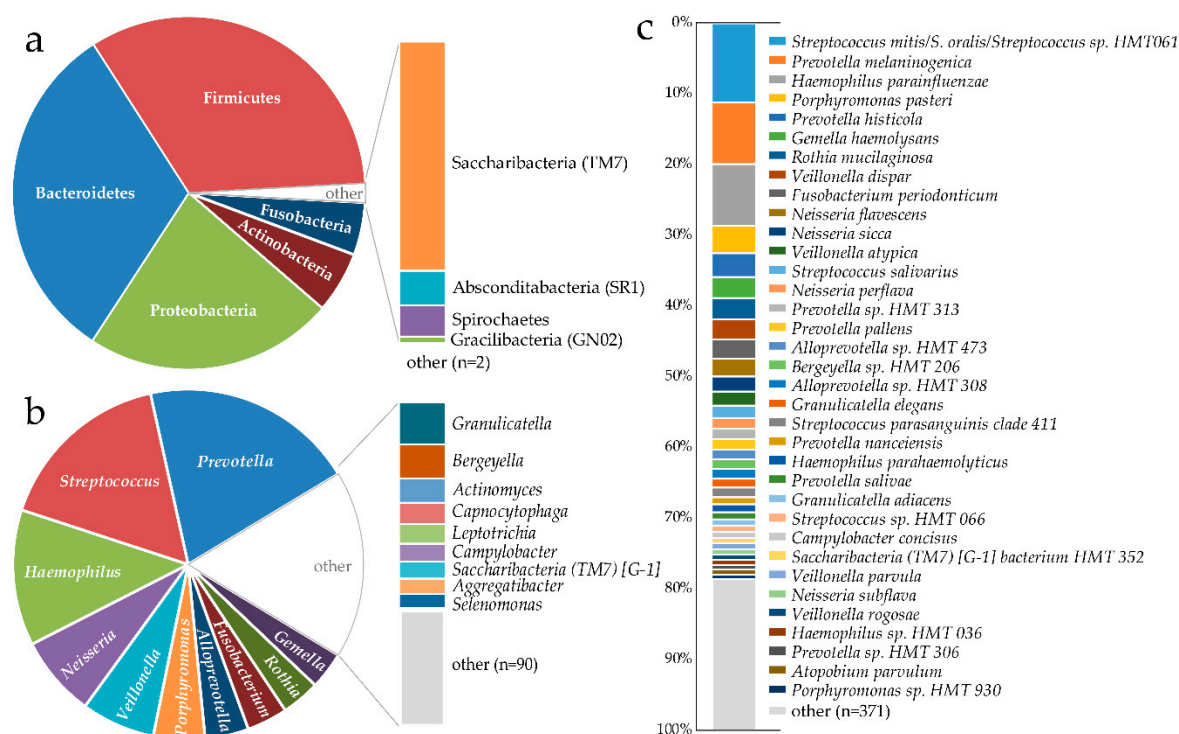 a
Firmicutes
Bacteroidetes
other
Fusobacteria
Actinobacteria
Proteobacteria
Saccharibacteria (TM7)
Absconditabacteria (SR1)
Spirochaetes
Gracilibacteria (GN02)
other (n=2)
b
Prevotella
Streptococcus
other
Haemophilus
Neisseria
Veillonella
Porphyromonas
Alloprevotella
Fusobacterium
Rothia
Gemella
Granulicatella
Bergeyella
Actinomyces
Capnocytophaga
Leptotrichia
Campylobacter
Saccharibacteria (TM7) [G-1]
Aggregatibacter
Selenomonas
other (n=90)
c
0%
10%
20%
30%
40%
50%
60%
70%
80%
90%
100%
Streptococcus mitis/S. oralis/Streptococcus sp. HMT061
Prevotella melaninogenica
Haemophilus parainfluenzae
Porphyromonas pasteri
Prevotella histicola
Gemella haemolysans
Rothia mucilaginosa
Veillonella dispar
Fusobacterium periodonticum
Neisseria flavescens
Neisseria sicca
Veillonella atypica
Streptococcus salivarius
Neisseria perflava
Prevotella sp. HMT 313
Prevotella pallens
Alloprevotella sp. HMT 473
Bergeyella sp. HMT 206
Alloprevotella sp. HMT 308
Granulicatella elegans
Streptococcus parasanguinis clade 411
Prevotella nanceiensis
Haemophilus parahaemolyticus
Prevotella salivae
Granulicatella adiacens
Streptococcus sp. HMT 066
Campylobacter concisus
Saccharibacteria (TM7) [G-1] bacterium HMT 352
Veillonella parvula
Neisseria subflava
Veillonella rogosae
Haemophilus sp. HMT 036
Prevotella sp. HMT 306
Atopobium parvulum
Porphyromonas sp. HMT 930
other (n=371)